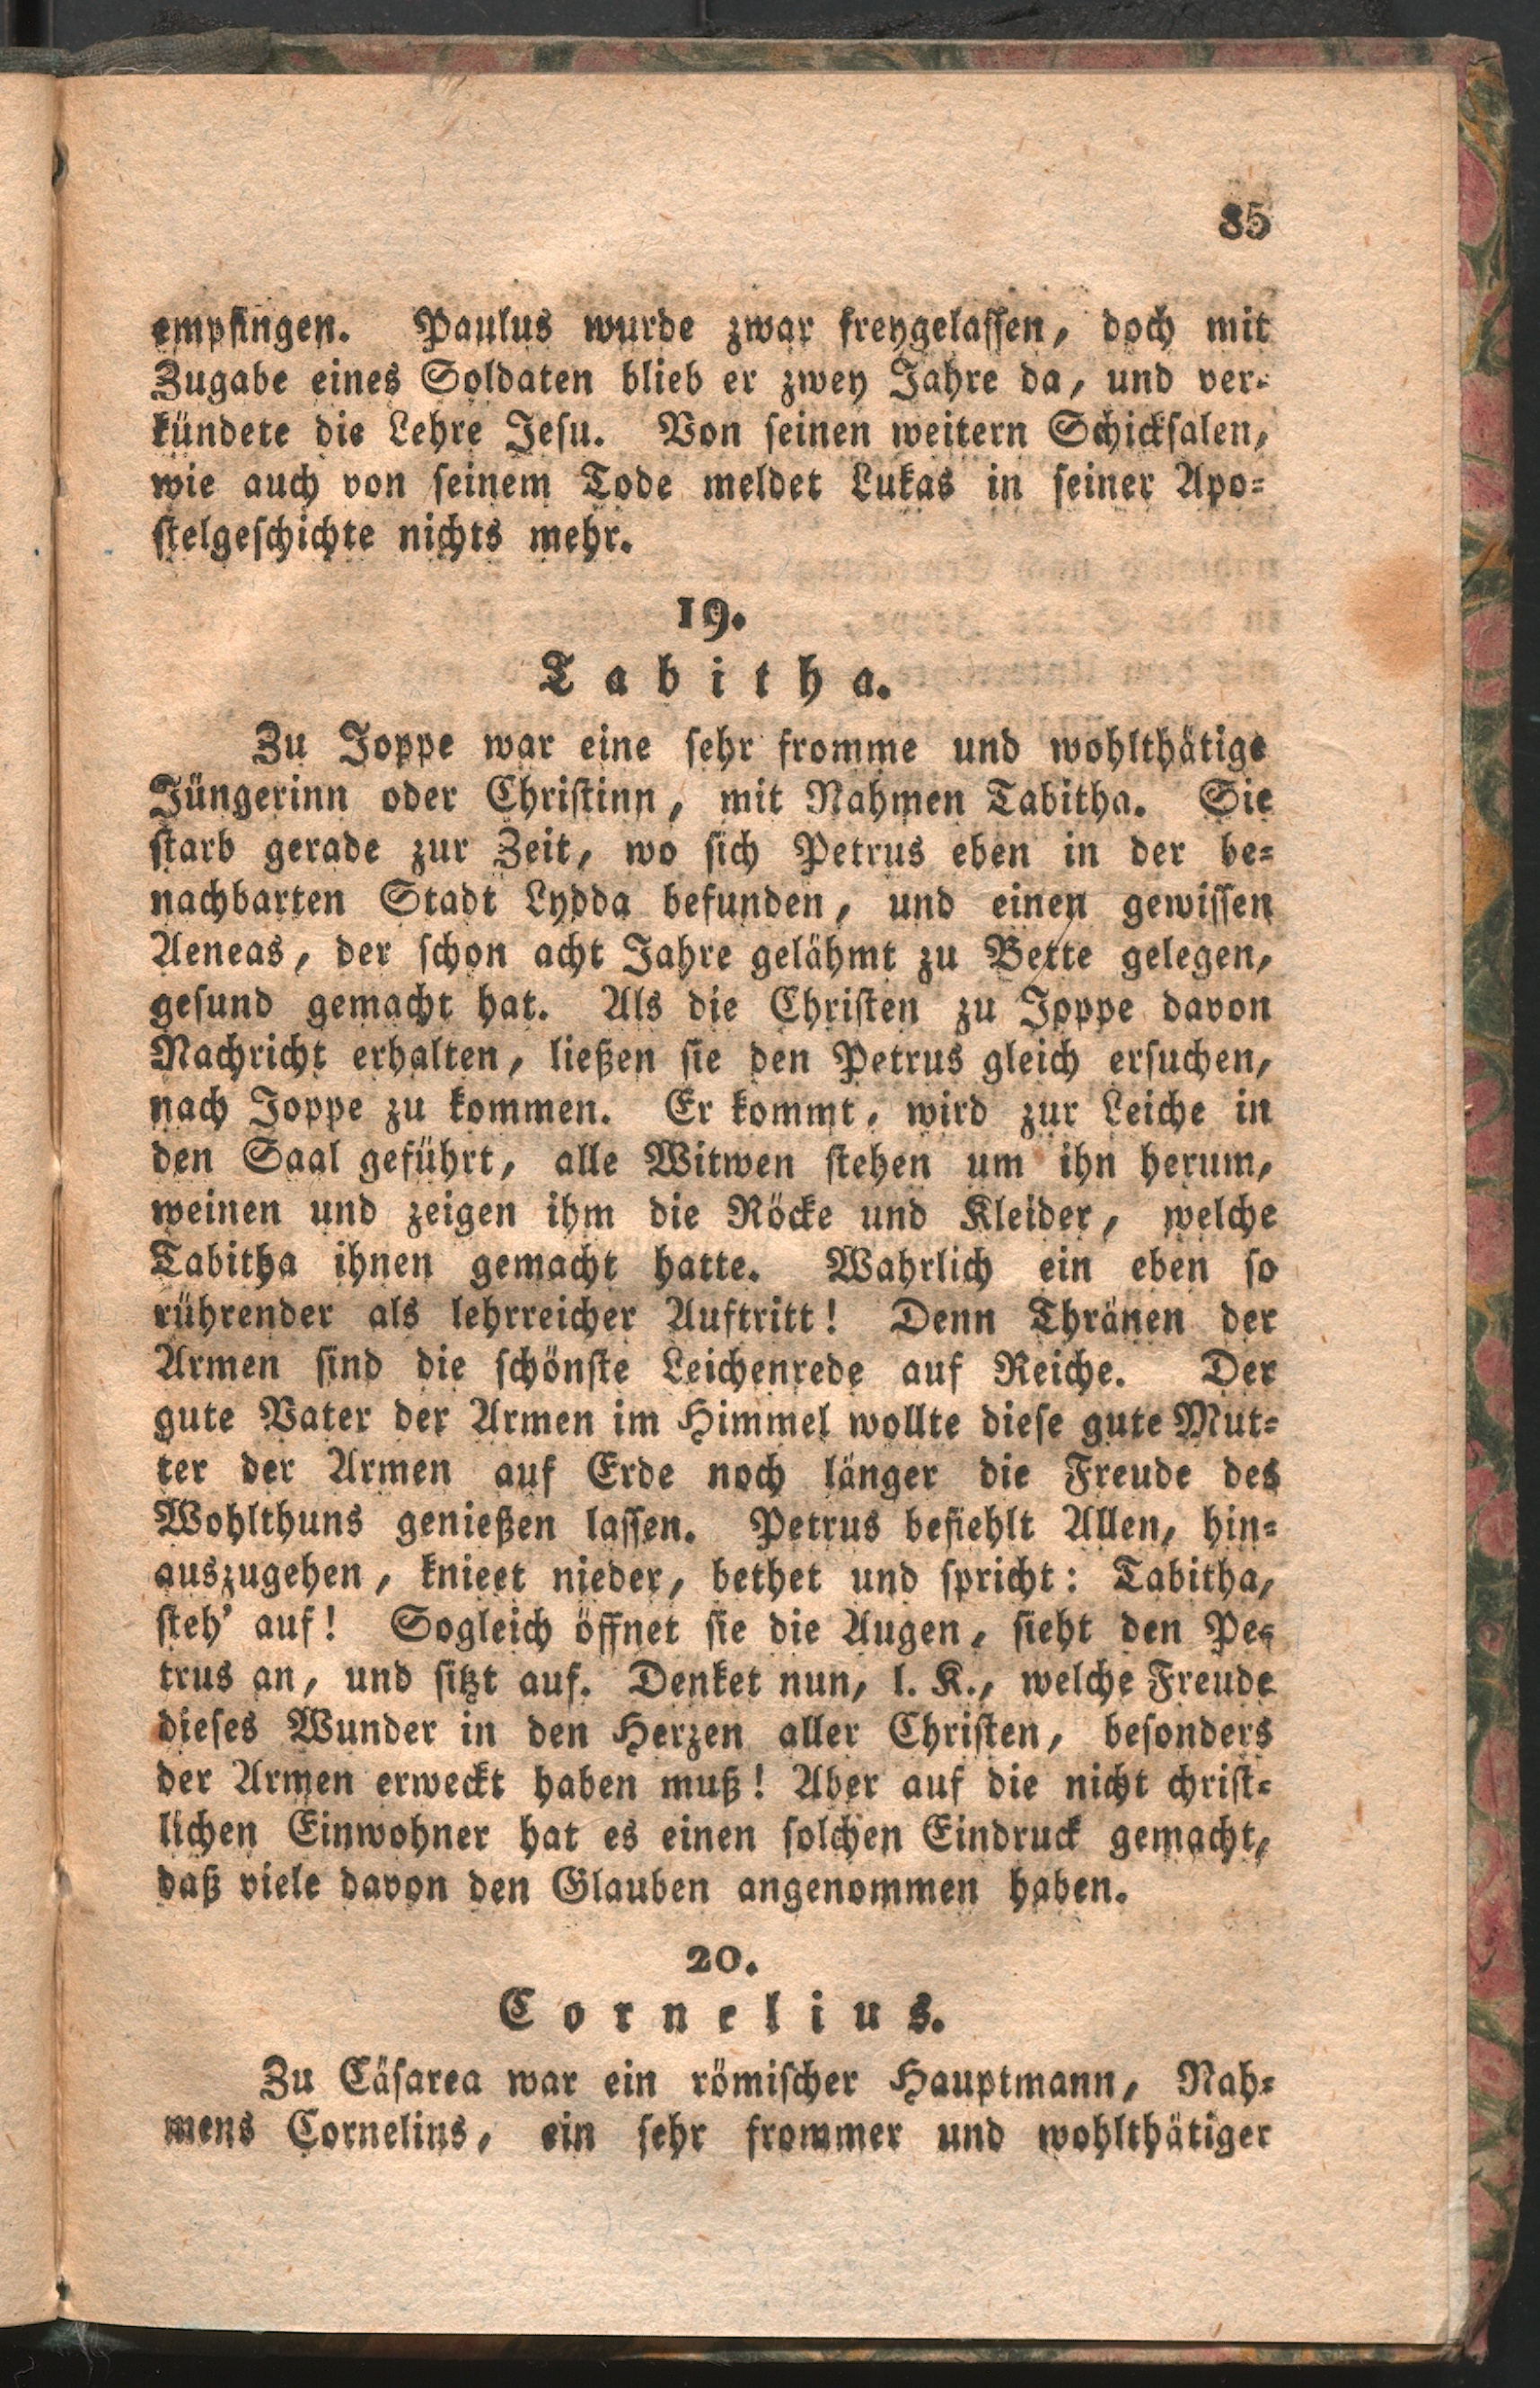 85
empfingen. Paulus wurde zwar freygelassen, doch mit
Zugabe eines Soldaten blieb er zwey Jahre da, und ver-
kündete die Lehre Jesu. Von seinen weitern Schicksalen,
wie auch von seinem Tode meldet Lukas in seiner Apo-
stelgeschichte nichts mehr.
19.
Tabitha.
Zu Joppe war eine sehr fromme und wohlthätige
Jüngerinn oder Christinn, mit Nahmen Tabitha. Sie
starb gerade zur Zeit, wo sich Petrus eben in der be-
nachbarten Stadt Lydda befunden, und einen gewissen
Aeneas, der schon acht Jahre gelähmt zu Bette gelegen,
gesund gemacht hat. Als die Christen zu Joppe davon
Nachricht erhalten, ließen sie den Petrus gleich ersuchen,
nach Joppe zu kommen. Er kommt, wird zur Leiche in
den Saal geführt, alle Witwen stehen um ihn herum,
weinen und zeigen ihm die Röcke und Kleider, welche
Tabitha ihnen gemacht hatte. Wahrlich ein eben so
rührender als lehrreicher Auftritt! Denn Thränen der
Armen sind die schönste Leichenrede auf Reiche. Der
gute Vater der Armen im Himmel wollte diese gute Mut-
ter der Armen auf Erde noch länger die Freude des
Wohlthuns genießen lassen. Petrus befiehlt Allen, hin-
auszugehen, knieet nieder, bethet und spricht: Tabitha,
steh' auf! Sogleich öffnet sie die Augen, sieht den Pe-
trus an, und sitzt auf. Denket nun, l. K., welche Freude
dieses Wunder in den Herzen aller Christen, besonders
der Armen erweckt haben muß! Aber auf die nicht christ-
lichen Einwohner hat es einen solchen Eindruck gemacht,
daß viele davon den Glauben angenommen haben.
20.
Cornelius.
Zu Cäsarea war ein römischer Hauptmann, Nah-
mens Cornelins, ein sehr frommer und wohlthätiger